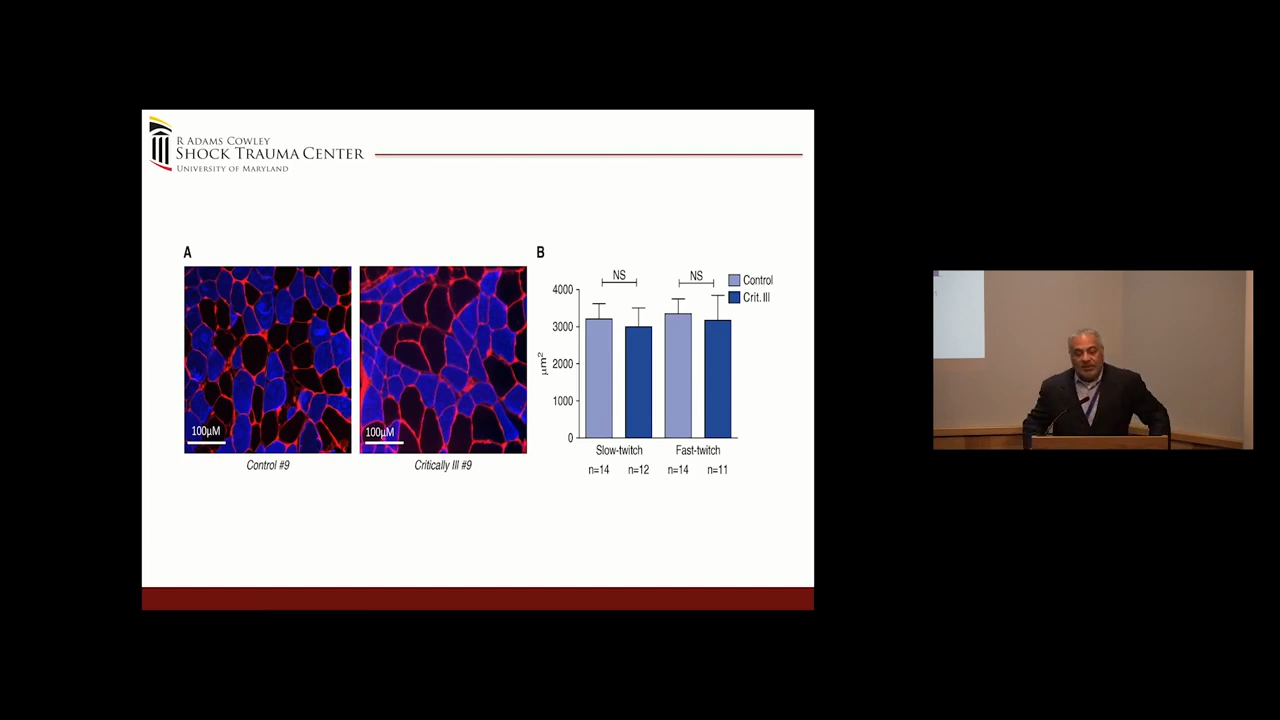 R ADAMS COWLEY
SHOCK TRAUMA CENTER
UNIVERSITY OF MARYLAND
A
B
100µM
100µM
Control #9
Critically Ill #9
NS
NS
Control
Crit. Ill
4000
3000
2000
1000
0
µm²
Slow-twitch
Fast-twitch
n=14
n=12
n=14
n=11